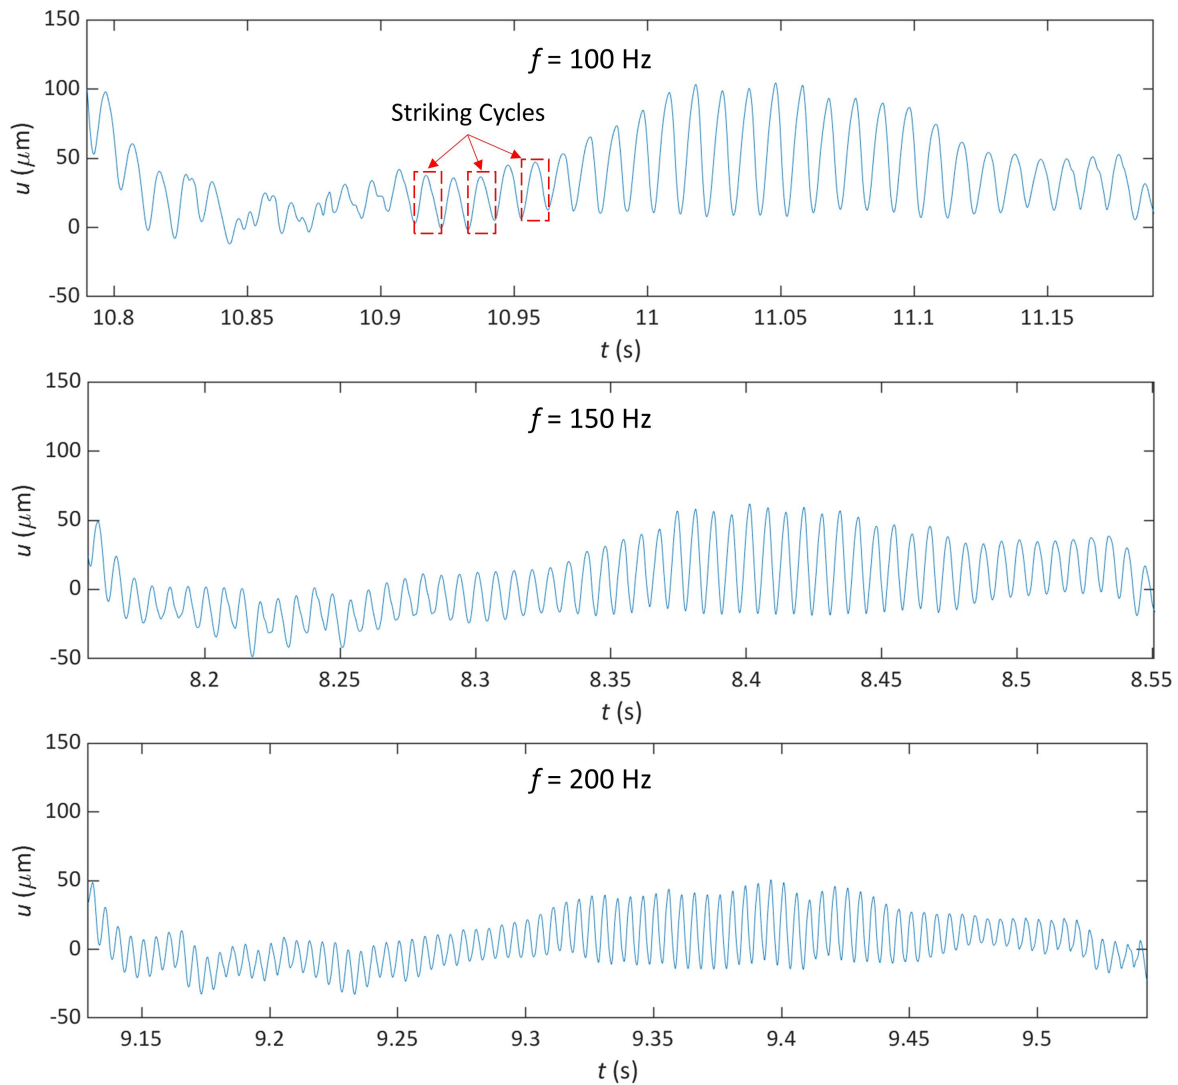 150
f = 100 Hz
100
Striking Cycles
50
0
-50
u (μm)
10.8 10.85 10.9 10.95 11 11.05 11.1 11.15
t (s)
150
f = 150 Hz
100
50
0
-50
u (μm)
8.2 8.25 8.3 8.35 8.4 8.45 8.5 8.55
t (s)
150
f = 200 Hz
100
50
0
-50
u (μm)
9.15 9.2 9.25 9.3 9.35 9.4 9.45 9.5
t (s)